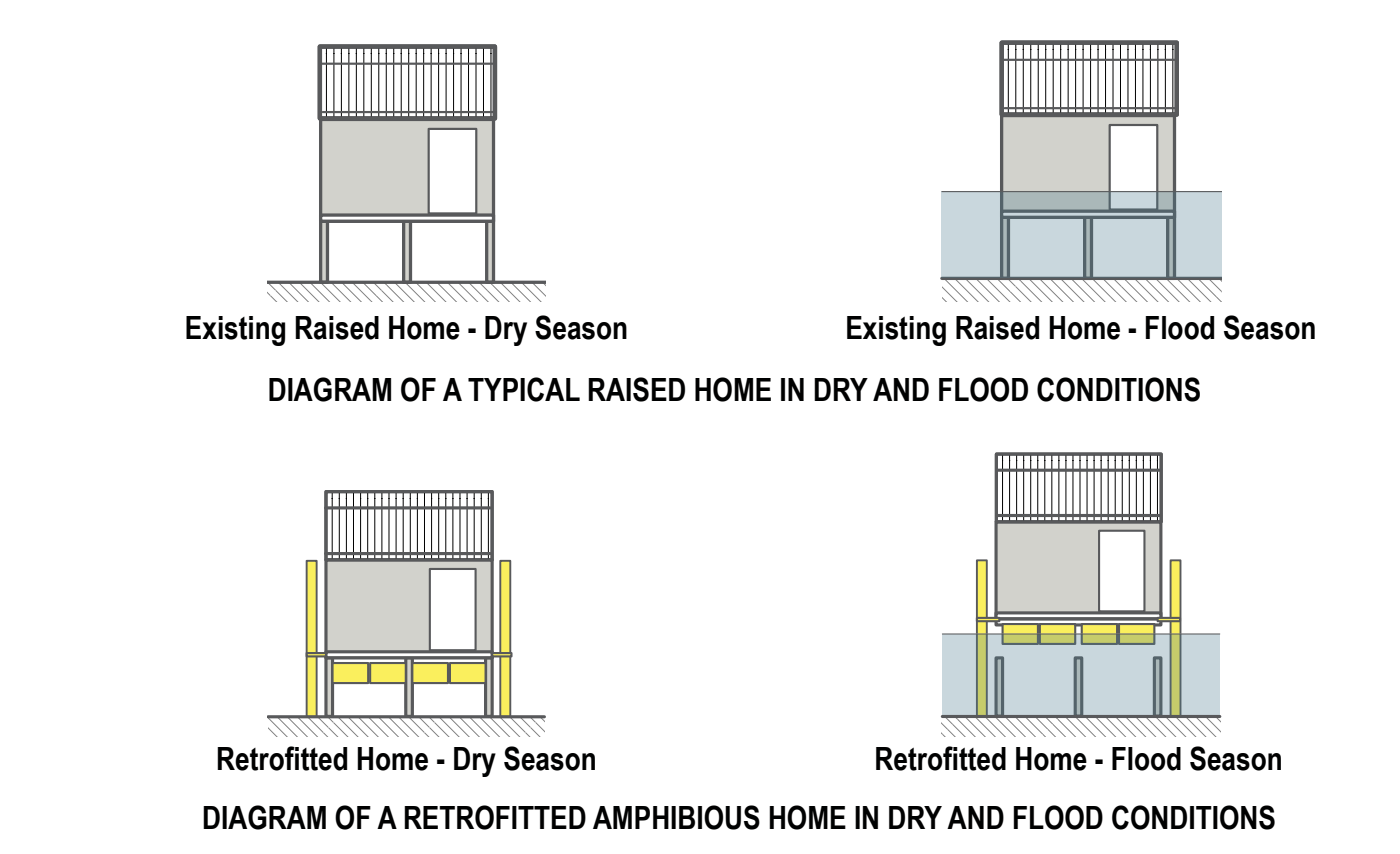 Existing Raised Home - Dry Season
Existing Raised Home - Flood Season
DIAGRAM OF A TYPICAL RAISED HOME IN DRY AND FLOOD CONDITIONS
Retrofitted Home - Dry Season
Retrofitted Home - Flood Season
DIAGRAM OF A RETROFITTED AMPHIBIOUS HOME IN DRY AND FLOOD CONDITIONS